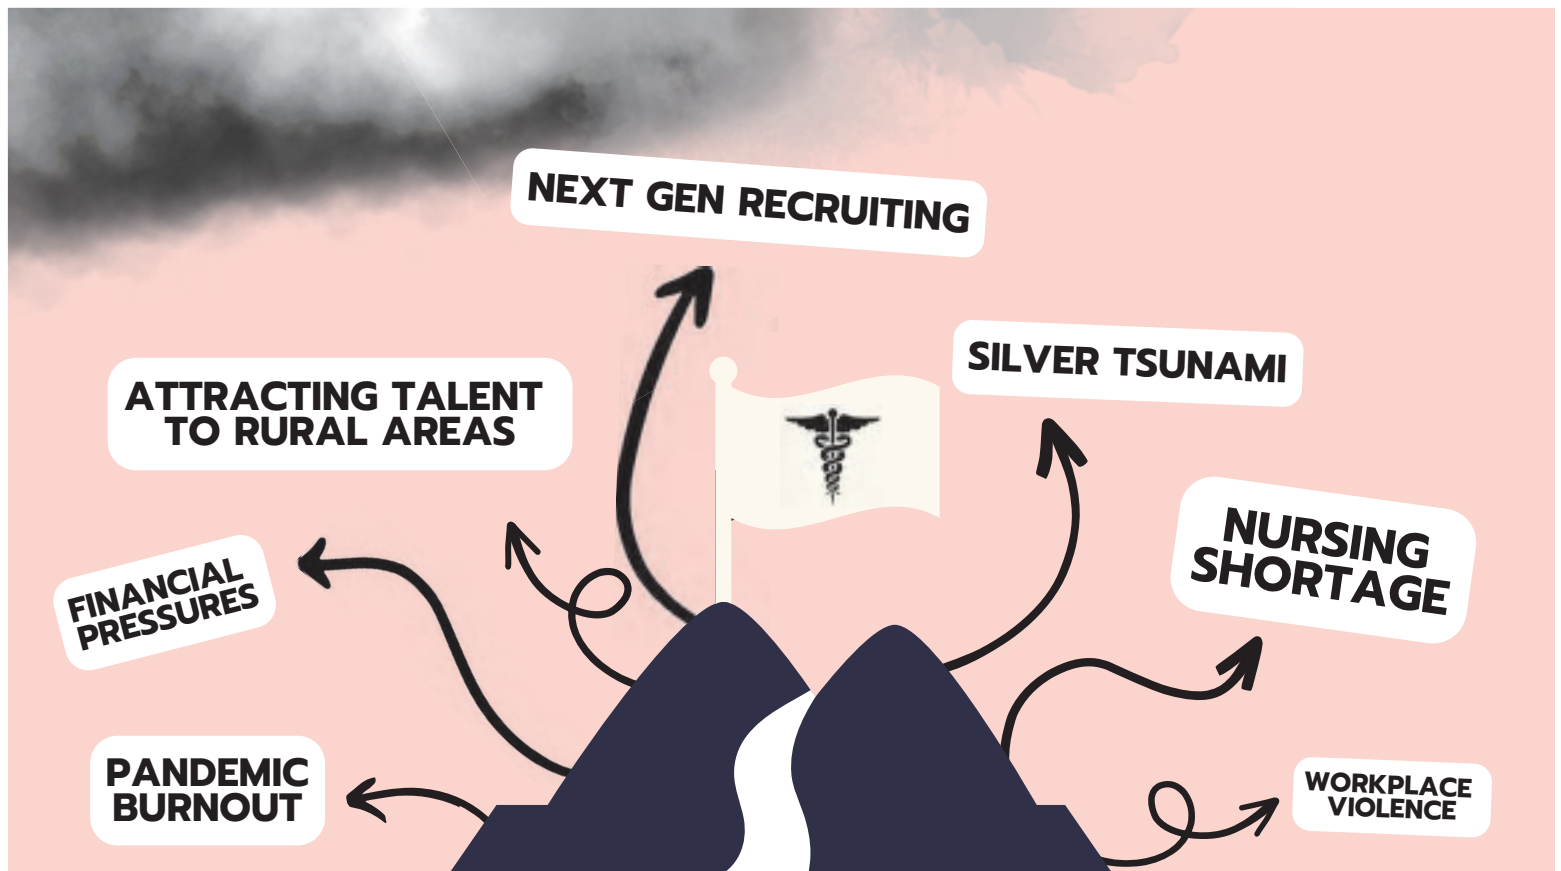 NEXT GEN RECRUITING
SILVER TSUNAMI
ATTRACTING TALENT
TO RURAL AREAS
NURSING
SHORTAGE
FINANCIAL
PRESSURES
PANDEMIC
BURNOUT
WORKPLACE
VIOLENCE